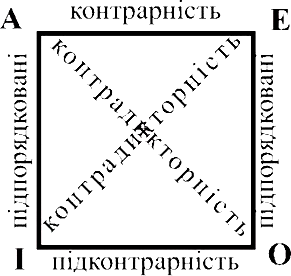 контрарність
А Е
підпорядковані
контрадикторність
контрадикторність
підпорядковані
І О
підконтрарність